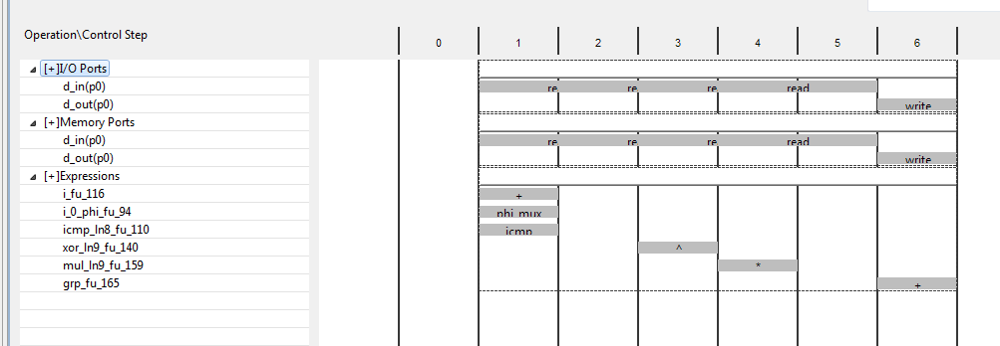 Operation\Control Step 0 1 2 3 4 5 6
[+]I/O Ports
d_in(p0) re re re read
d_out(p0) write
[+]Memory Ports
d_in(p0) re re re read
d_out(p0) write
[+]Expressions
i_fu_116 +
i_0_phi_fu_94 phi_mux
icmp_ln8_fu_110 icmp
xor_ln9_fu_140 ^
mul_ln9_fu_159 *
grp_fu_165 +